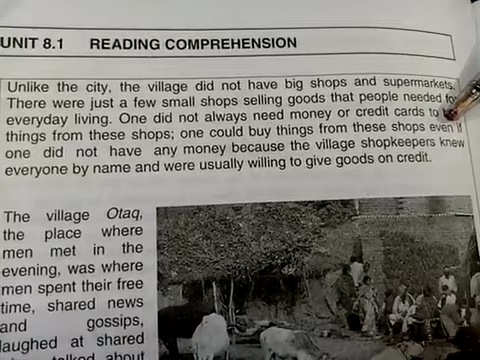 UNIT 8.1 READING COMPREHENSION
Unlike the city, the village did not have big shops and supermarkets.
There were just a few small shops selling goods that people needed for
everyday living. One did not always need money or credit cards to
things from these shops; one could buy things from these shops even if
one did not have any money because the village shopkeepers knew
everyone by name and were usually willing to give goods on credit.
The village Otaq,
the place where
men met in the
evening, was where
men spent their free
time, shared news
and gossips,
laughed at shared
talked about